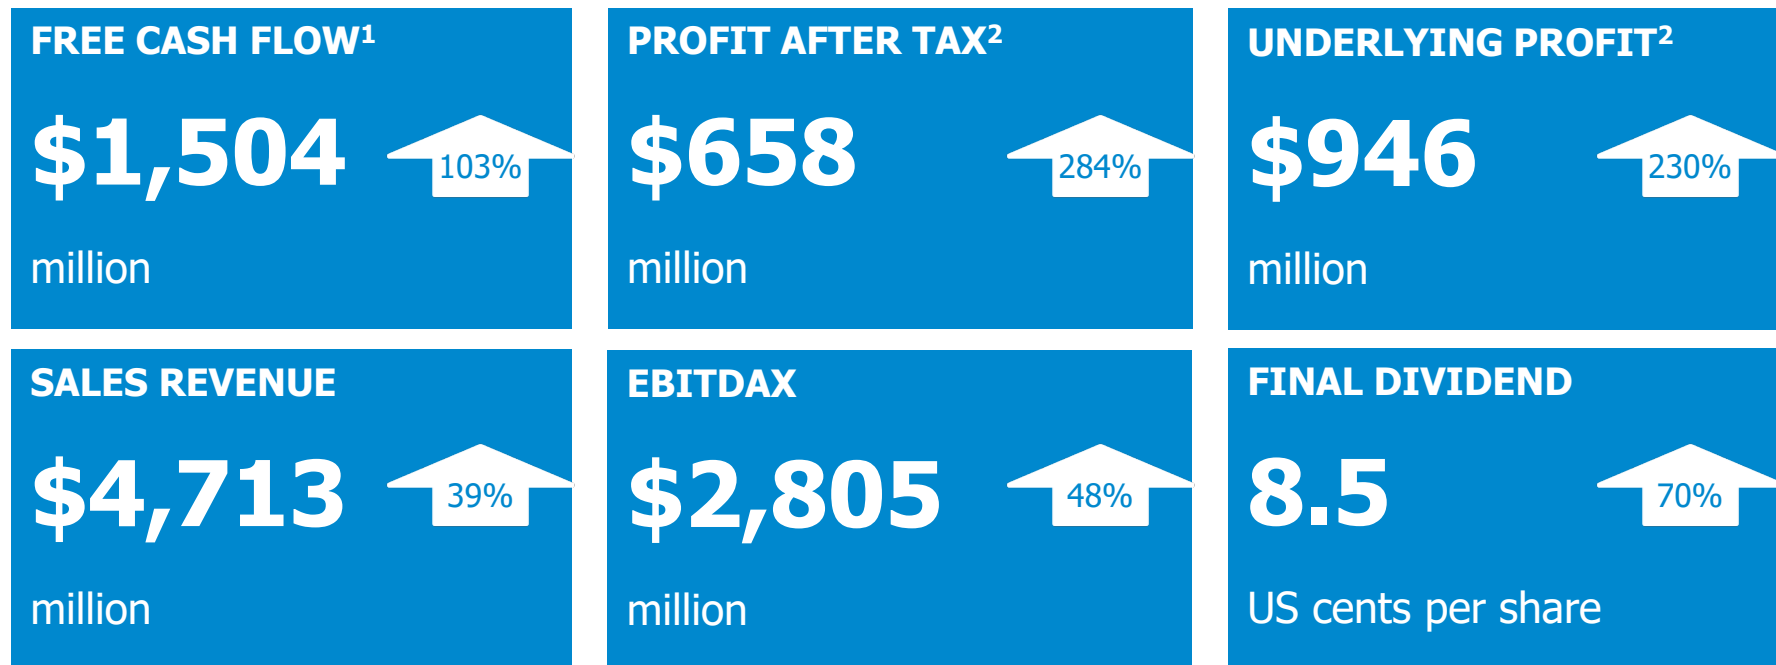 FREE CASH FLOW¹
$1,504
103%
million
PROFIT AFTER TAX²
$658
284%
million
UNDERLYING PROFIT²
$946
230%
million
SALES REVENUE
$4,713
39%
million
EBITDAX
$2,805
48%
million
FINAL DIVIDEND
8.5
70%
US cents per share